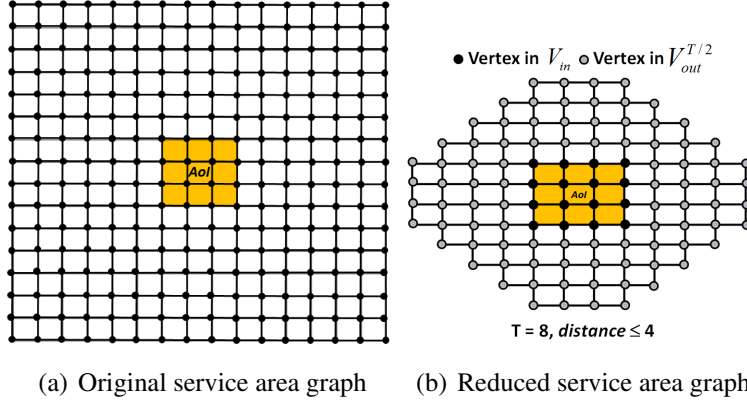 AoI
Vertex in V_in Vertex in V_out^{T/2}
AoI
T = 8, distance ≤ 4
(a) Original service area graph
(b) Reduced service area graph